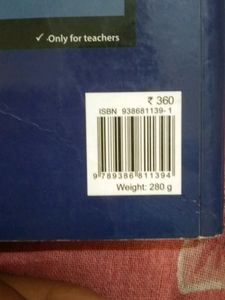 ✓ Only for teachers
₹ 360
ISBN 938681139-1
9 789386 811394
Weight: 280 g